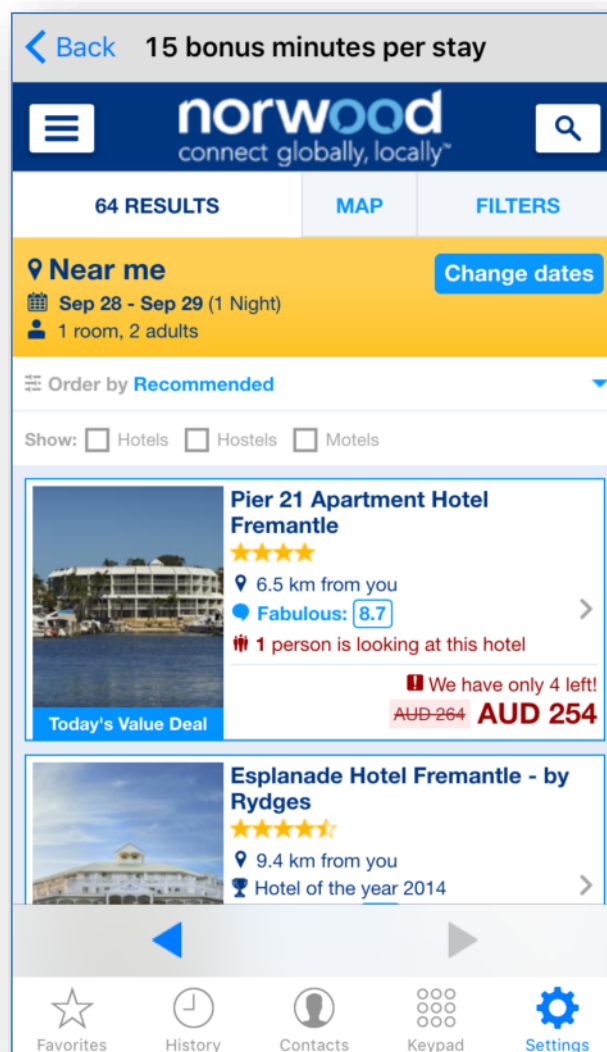 Back 15 bonus minutes per stay
norwood
connect globally, locally™
64 RESULTS MAP FILTERS
Near me
Change dates
Sep 28 - Sep 29 (1 Night)
1 room, 2 adults
Order by Recommended
Show: Hotels Hostels Motels
Pier 21 Apartment Hotel
Fremantle
6.5 km from you
Fabulous: 8.7
1 person is looking at this hotel
We have only 4 left!
AUD 264 AUD 254
Today's Value Deal
Esplanade Hotel Fremantle - by
Rydges
9.4 km from you
Hotel of the year 2014
Favorites History Contacts Keypad Settings